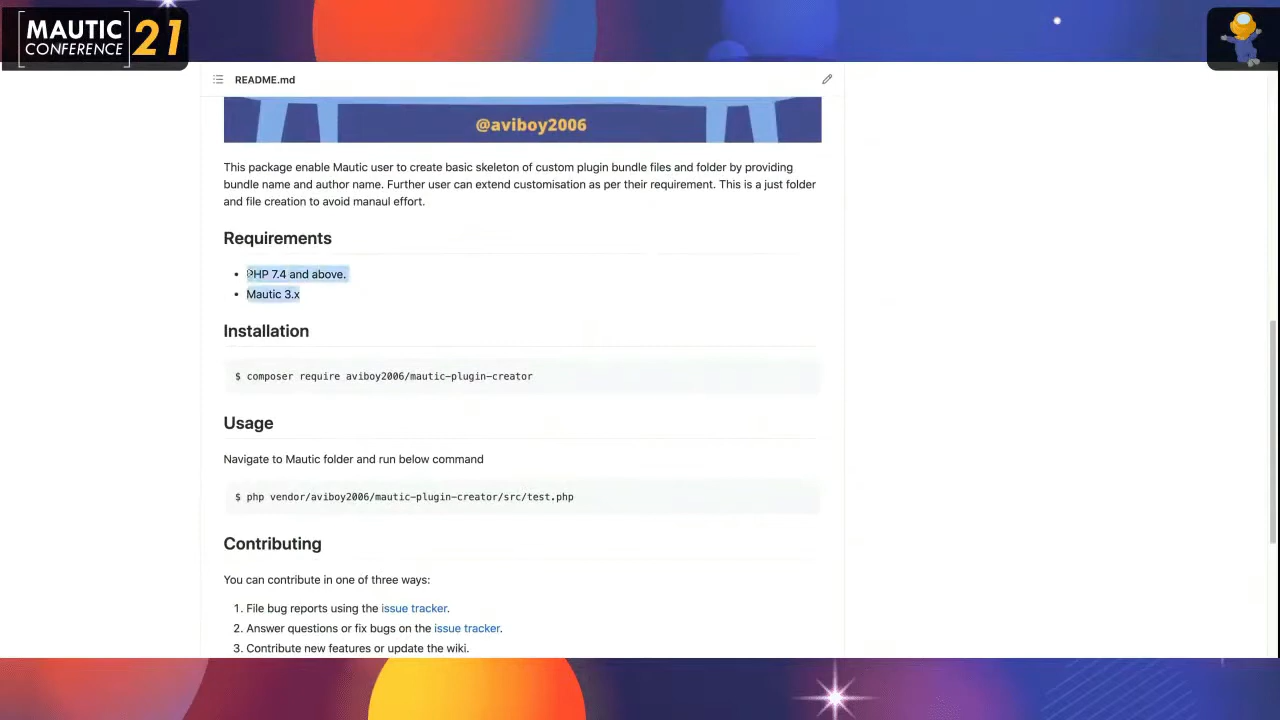 MAUTIC
CONFERENCE
21
README.md
@aviboy2006
This package enable Mautic user to create basic skeleton of custom plugin bundle files and folder by providing
bundle name and author name. Further user can extend customisation as per their requirement. This is a just folder
and file creation to avoid manaul effort.
Requirements
• PHP 7.4 and above.
• Mautic 3.x
Installation
$ composer require aviboy2006/mautic-plugin-creator
Usage
Navigate to Mautic folder and run below command
$ php vendor/aviboy2006/mautic-plugin-creator/src/test.php
Contributing
You can contribute in one of three ways:
1. File bug reports using the issue tracker.
2. Answer questions or fix bugs on the issue tracker.
3. Contribute new features or update the wiki.